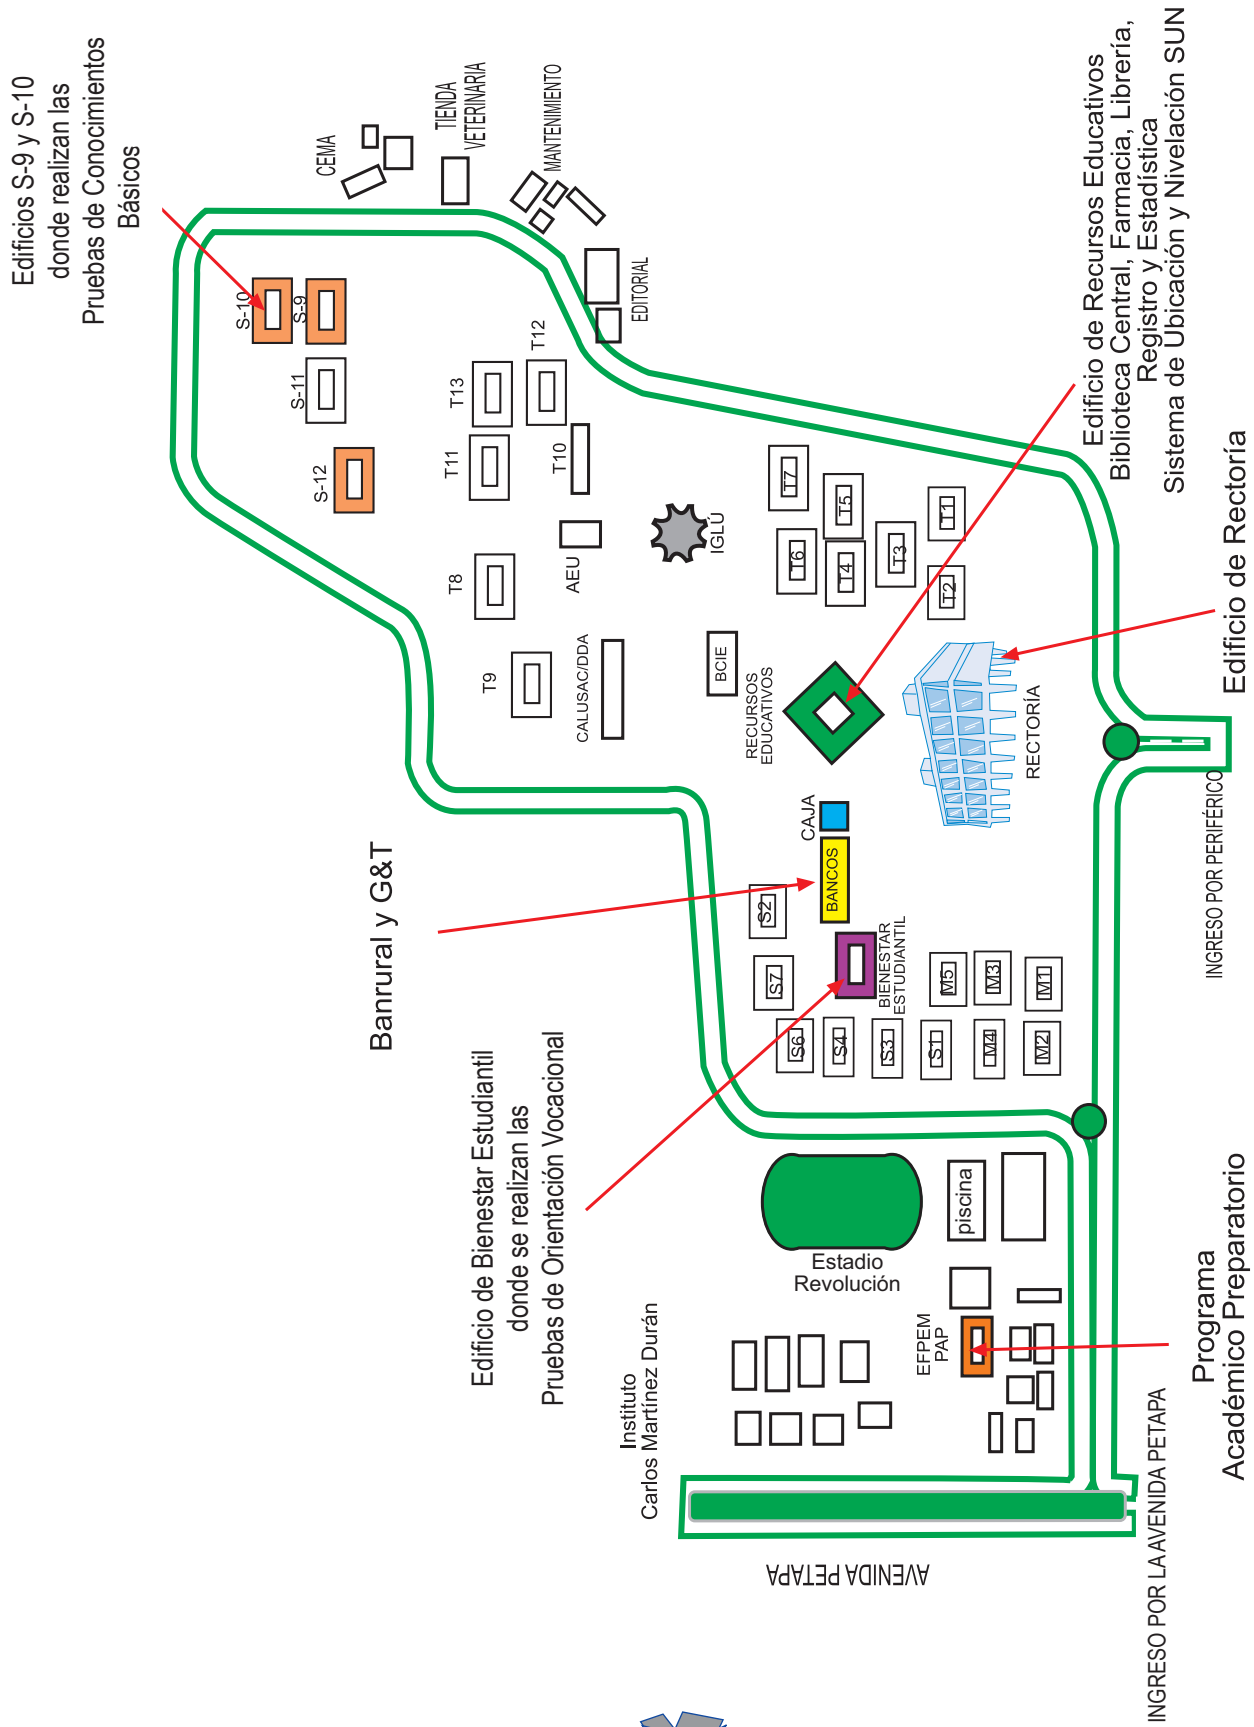 Edificios S-9 y S-10
donde realizan las
Pruebas de Conocimientos
Básicos
CEMA
TIENDA
VETERINARIA
MANTENIMIENTO
EDITORIAL
S-10
S-9
S-11
S-12
T13
T12
T11
T10
T8
AEU
IGLÚ
T9
CALUSAC/DDA
BCIE
T7
T5
T6
T4
T3
T1
T2
RECURSOS
EDUCATIVOS
RECTORÍA
Edificio de Recursos Educativos
Biblioteca Central, Farmacia, Librería,
Registro y Estadística
Sistema de Ubicación y Nivelación SUN
Edificio de Rectoría
INGRESO POR PERIFÉRICO
Banrural y G&T
CAJA
BANCOS
S2
S7
BIENESTAR
ESTUDIANTIL
S6
S4
S3
S1
M5
M3
M1
M4
M2
Edificio de Bienestar Estudiantil
donde se realizan las
Pruebas de Orientación Vocacional
Estadio
Revolución
piscina
Instituto
Carlos Martínez Durán
EFPEM
PAP
Programa
Académico Preparatorio
AVENIDA PETAPA
INGRESO POR LA AVENIDA PETAPA